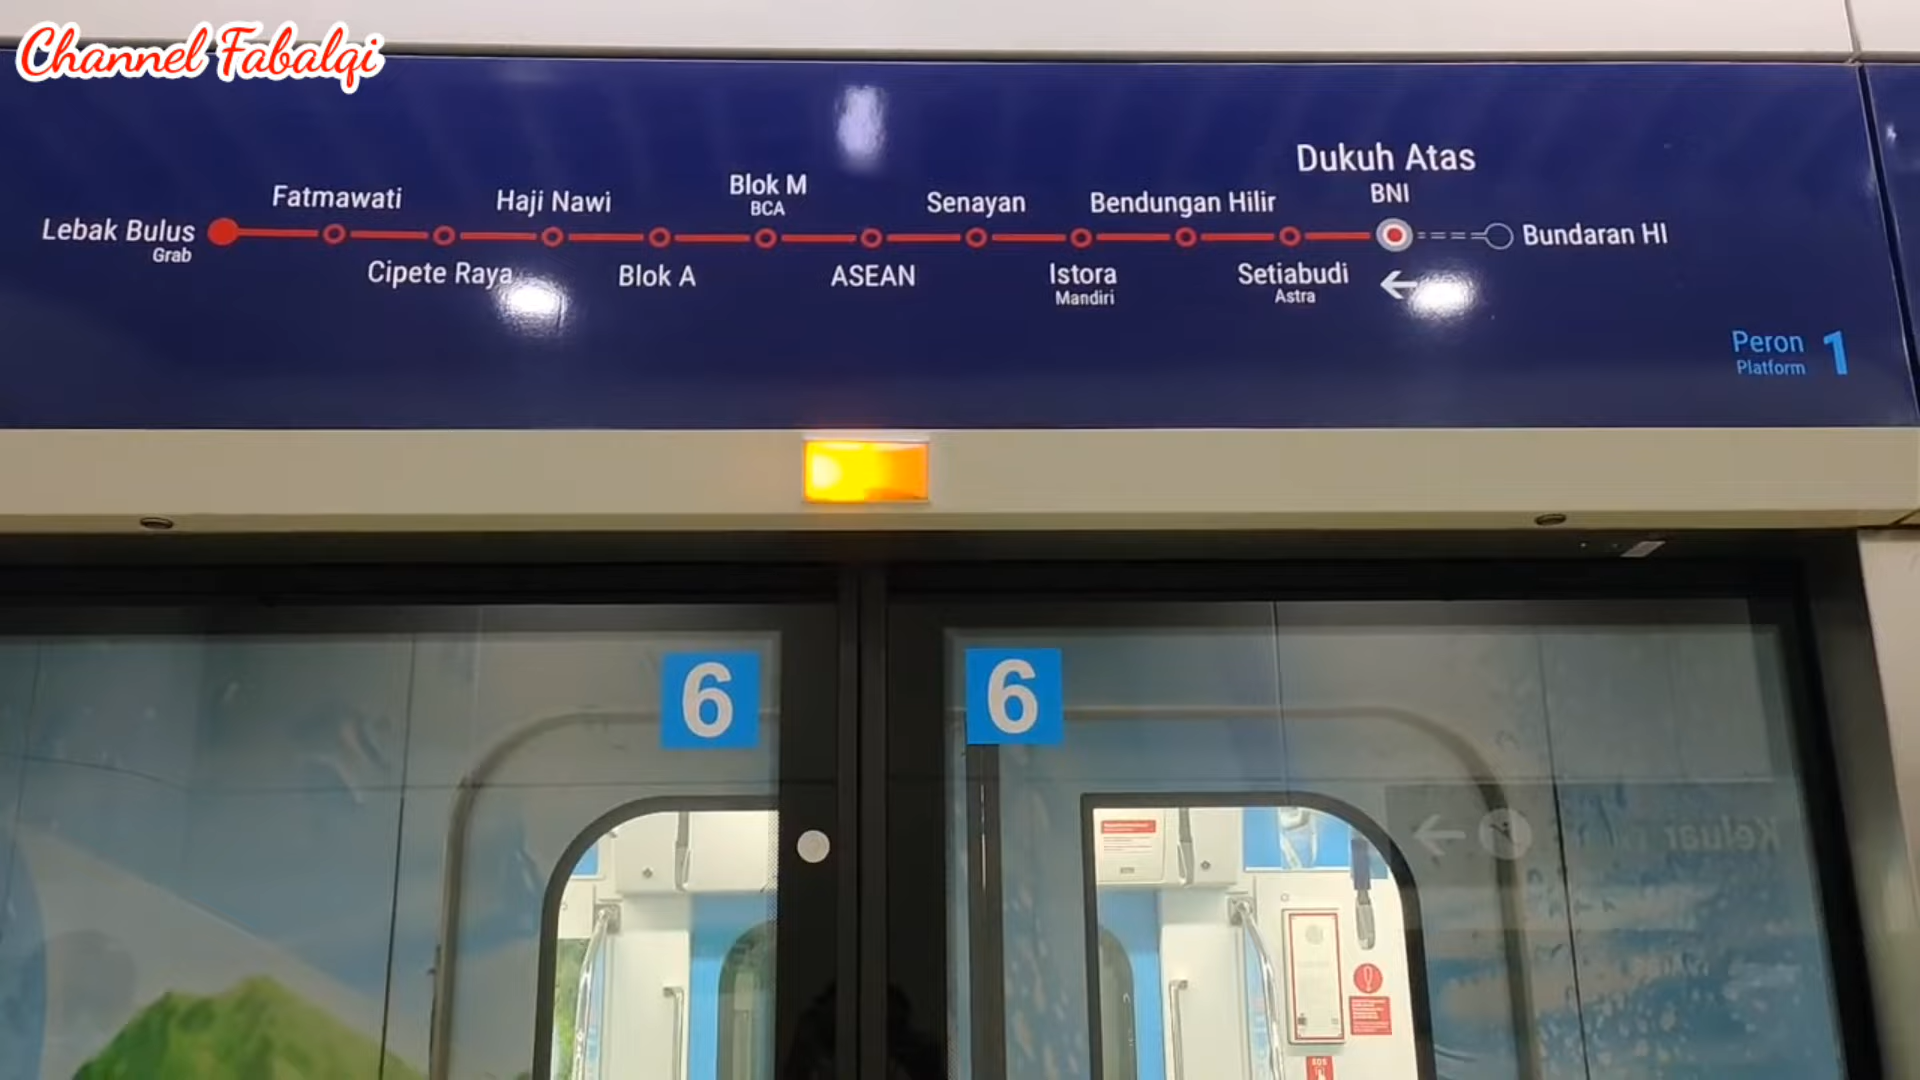 Channel Fabalqi
Lebak Bulus
Grab
Fatmawati
Cipete Raya
Haji Nawi
Blok A
Blok M
BCA
ASEAN
Senayan
Istora
Mandiri
Bendungan Hilir
Setiabudi
Astra
Dukuh Atas
BNI
←
Bundaran HI
Peron
Platform
1
6
6
Keluar
SOS